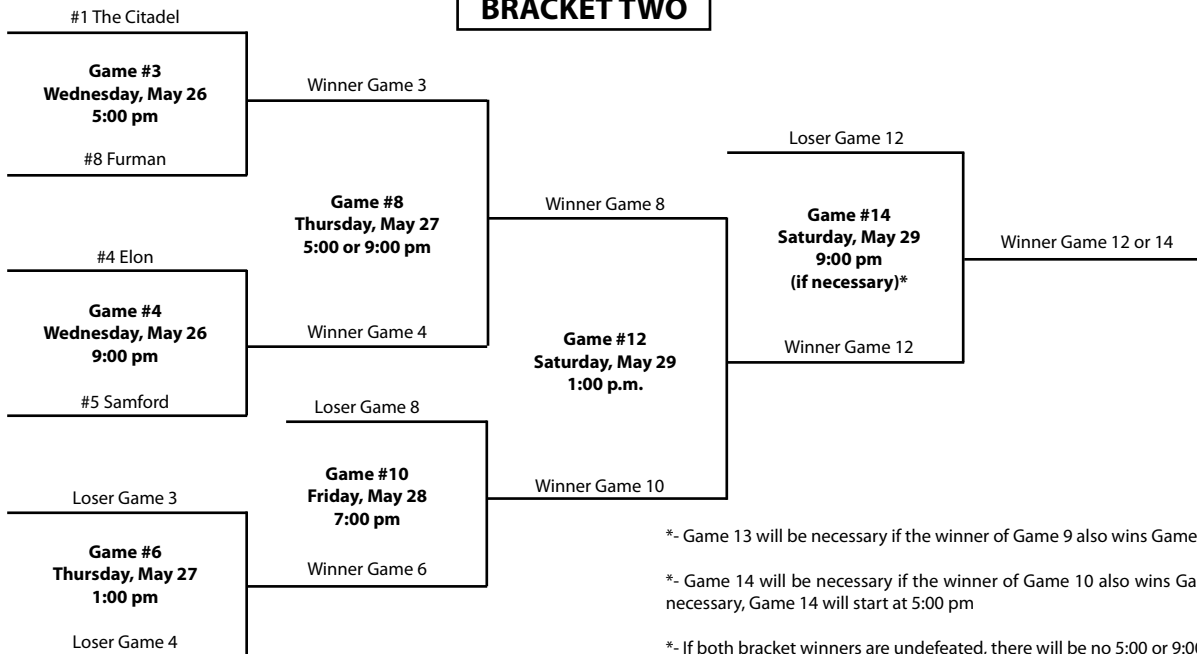 BRACKET TWO
#1 The Citadel
Game #3
Wednesday, May 26
5:00 pm
#8 Furman
Winner Game 3
Game #8
Thursday, May 27
5:00 or 9:00 pm
#4 Elon
Game #4
Wednesday, May 26
9:00 pm
#5 Samford
Winner Game 4
Loser Game 3
Game #6
Thursday, May 27
1:00 pm
Loser Game 4
Loser Game 8
Game #10
Friday, May 28
7:00 pm
Winner Game 6
Winner Game 8
Game #12
Saturday, May 29
1:00 p.m.
Winner Game 10
Loser Game 12
Game #14
Saturday, May 29
9:00 pm
(if necessary)*
Winner Game 12
Winner Game 12 or 14
*- Game 13 will be necessary if the winner of Game 9 also wins Game
*- Game 14 will be necessary if the winner of Game 10 also wins Ga
necessary, Game 14 will start at 5:00 pm
*- If both bracket winners are undefeated, there will be no 5:00 or 9:00